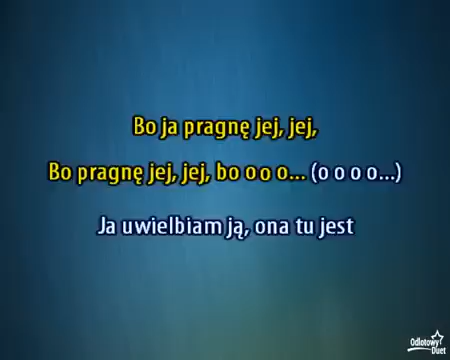 Bo ja pragnę jej, jej,
Bo pragnę jej, jej, bo o o o... (o o o o...)
Ja uwielbiam ją, ona tu jest
Odlotowy
Duet